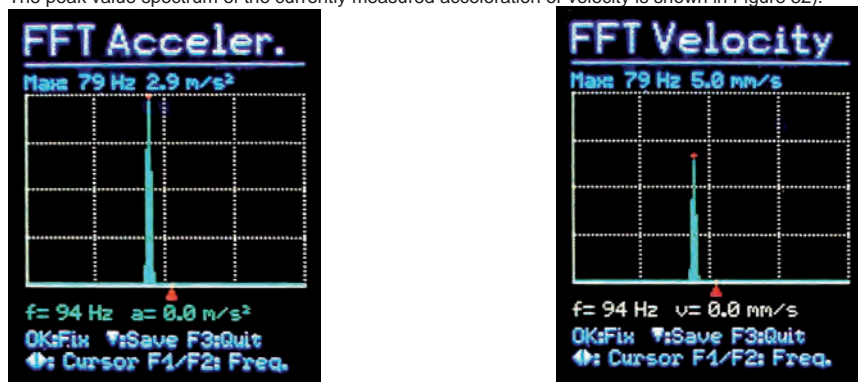 The peak value spectrum of the currently measured acceleration or velocity is shown in Figure 32).
FFT Acceler.
Max: 79 Hz 2.9 m/s²
f= 94 Hz a= 0.0 m/s²
OK:Fix ▼:Save F3:Quit
◀▶: Cursor F1/F2: Freq.
FFT Velocity
Max: 79 Hz 5.0 mm/s
f= 94 Hz v= 0.0 mm/s
OK:Fix ▼:Save F3:Quit
◀▶: Cursor F1/F2: Freq.